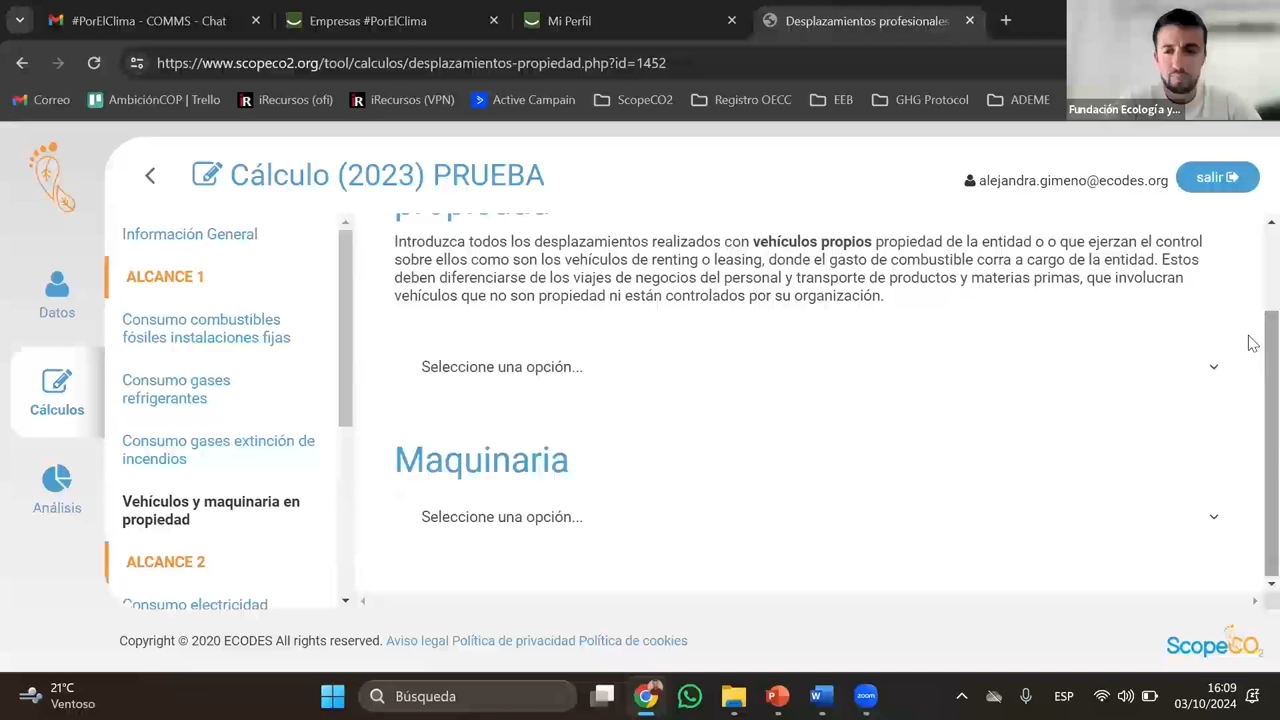 #PorElClima - COMMS - Chat
Empresas #PorElClima
Mi Perfil
Desplazamientos profesionales
https://www.scopeco2.org/tool/calculos/desplazamientos-propiedad.php?id=1452
Correo
AmbiciónCOP | Trello
iRecursos (ofi)
iRecursos (VPN)
Active Campain
ScopeCO2
Registro OECC
EEB
GHG Protocol
ADEME
Fundación Ecología y...
Cálculo (2023) PRUEBA
alejandra.gimeno@ecodes.org
salir
Datos
Cálculos
Análisis
Información General
ALCANCE 1
Consumo combustibles
fósiles instalaciones fijas
Consumo gases
refrigerantes
Consumo gases extinción de
incendios
Vehículos y maquinaria en
propiedad
ALCANCE 2
Consumo electricidad
propiedad
Introduzca todos los desplazamientos realizados con vehículos propios propiedad de la entidad o o que ejerzan el control
sobre ellos como son los vehículos de renting o leasing, donde el gasto de combustible corra a cargo de la entidad. Estos
deben diferenciarse de los viajes de negocios del personal y transporte de productos y materias primas, que involucran
vehículos que no son propiedad ni están controlados por su organización.
Seleccione una opción...
Maquinaria
Seleccione una opción...
Copyright © 2020 ECODES All rights reserved. Aviso legal Política de privacidad Política de cookies
ScopeCO2
21°C
Ventoso
Búsqueda
zoom
ESP
16:09
03/10/2024